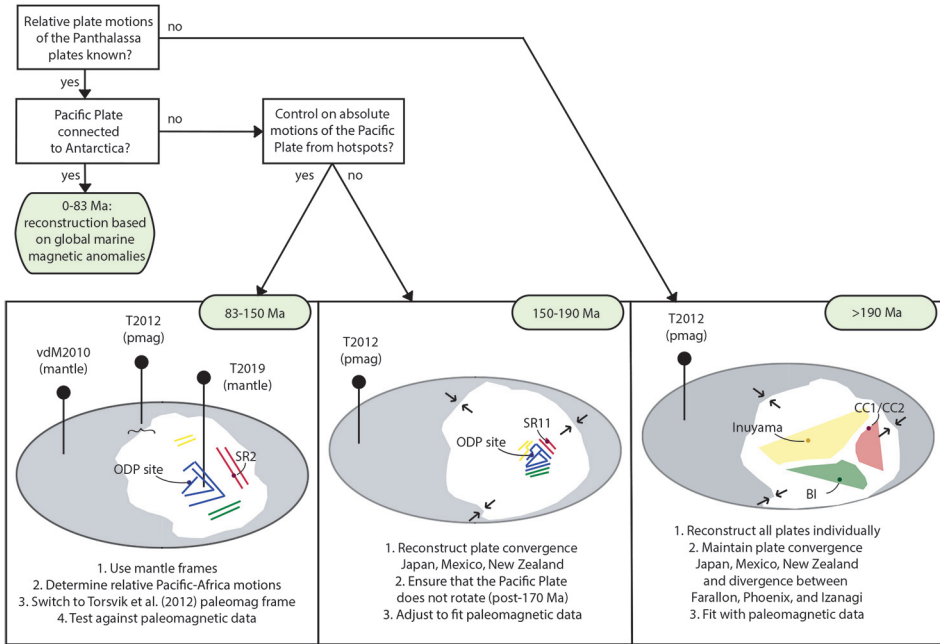 Relative plate motions
of the Panthalassa
plates known?
no
yes
Pacific Plate
connected
to Antarctica?
no
Control on absolute
motions of the Pacific
Plate from hotspots?
yes
yes
no
0-83 Ma:
reconstruction based
on global marine
magnetic anomalies
83-150 Ma
T2012
(pmag)
vdM2010
(mantle)
T2019
(mantle)
ODP site
SR2
1. Use mantle frames
2. Determine relative Pacific-Africa motions
3. Switch to Torsvik et al. (2012) paleomag frame
4. Test against paleomagnetic data
150-190 Ma
T2012
(pmag)
SR11
ODP site
1. Reconstruct plate convergence
Japan, Mexico, New Zealand
2. Ensure that the Pacific Plate
does not rotate (post-170 Ma)
3. Adjust to fit paleomagnetic data
>190 Ma
T2012
(pmag)
CC1/CC2
Inuyama
BI
1. Reconstruct all plates individually
2. Maintain plate convergence
Japan, Mexico, New Zealand
and divergence between
Farallon, Phoenix, and Izanagi
3. Fit with paleomagnetic data